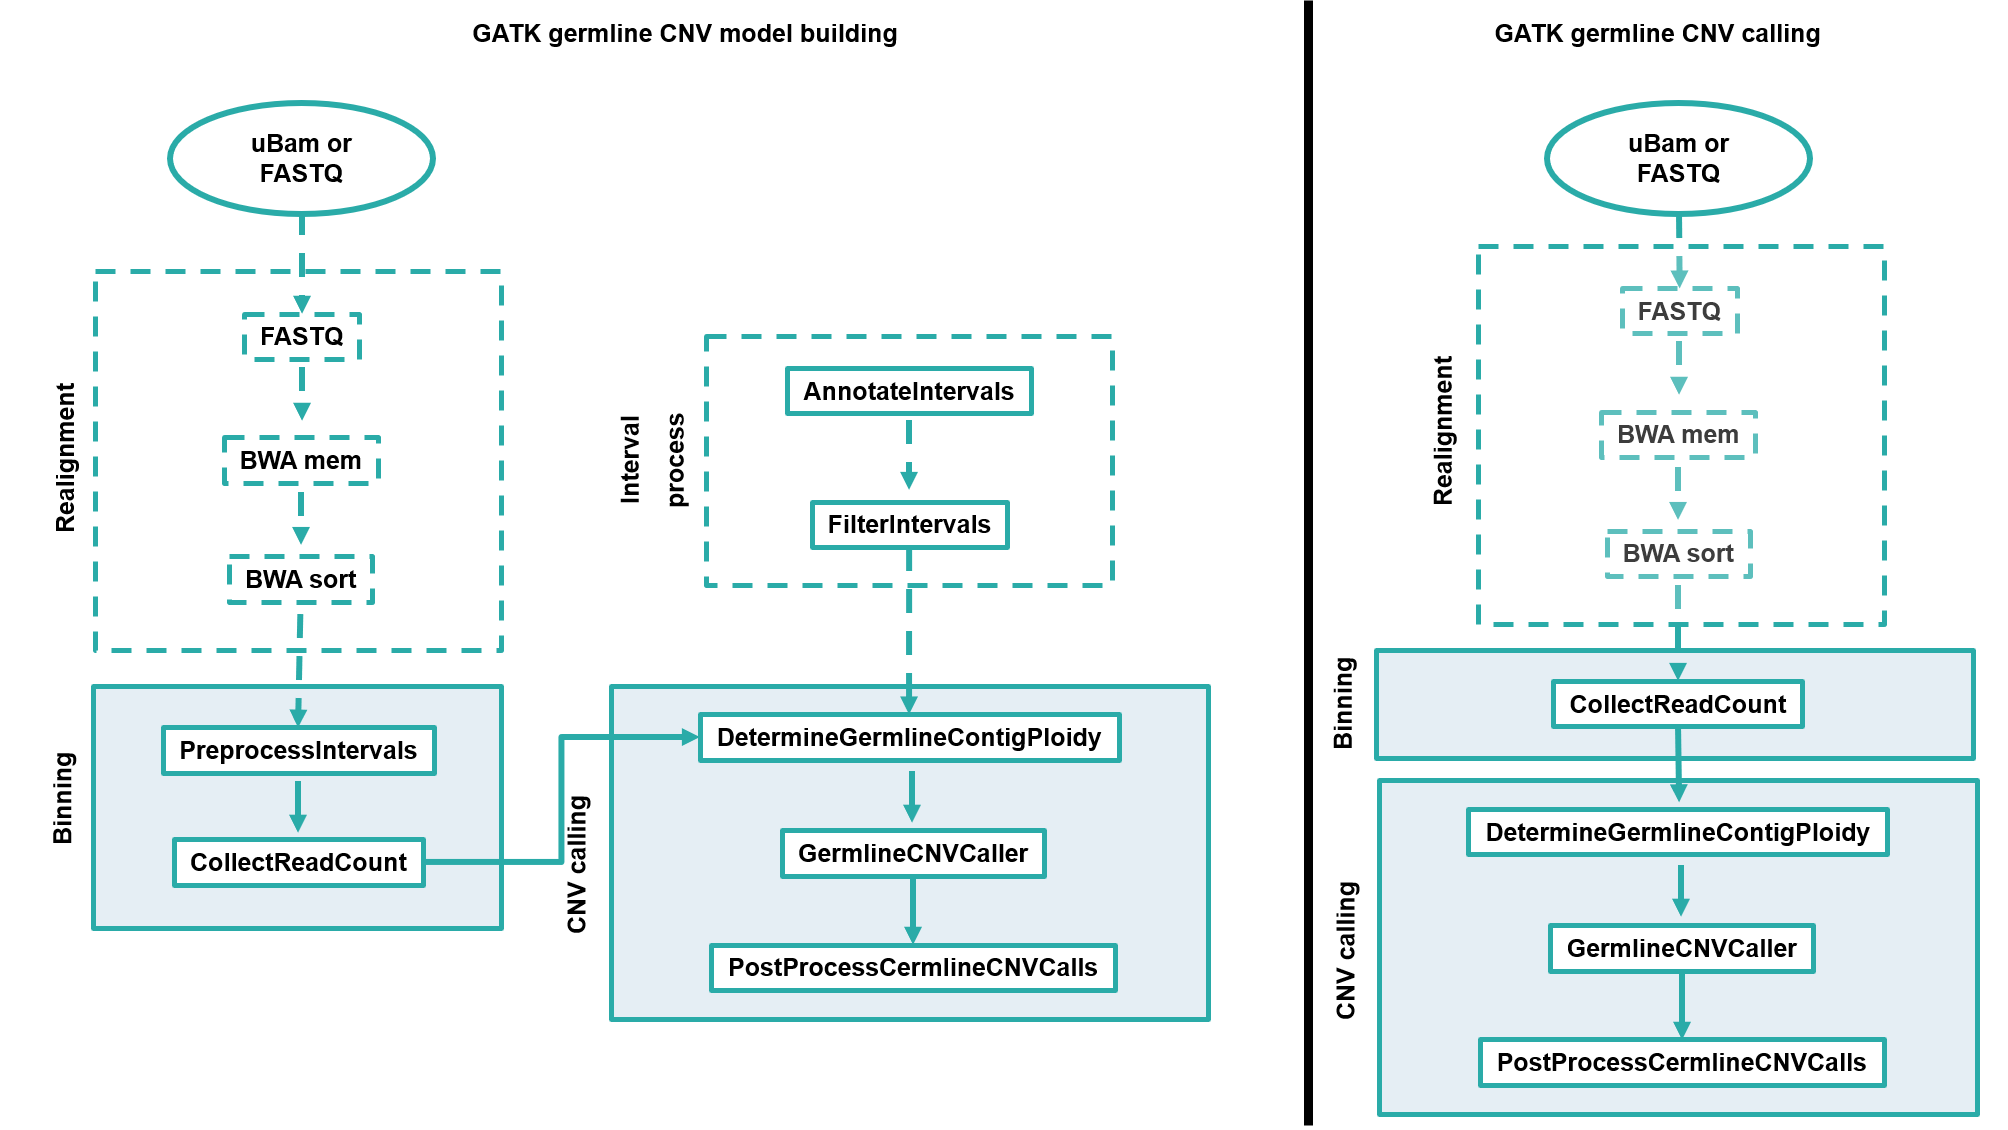 GATK germline CNV model building
uBam or
FASTQ
Realignment
FASTQ
BWA mem
BWA sort
Binning
PreprocessIntervals
CollectReadCount
Interval
process
AnnotateIntervals
FilterIntervals
CNV calling
DetermineGermlineContigPloidy
GermlineCNVCaller
PostProcessCermlineCNVCalls
GATK germline CNV calling
uBam or
FASTQ
Realignment
FASTQ
BWA mem
BWA sort
Binning
CollectReadCount
CNV calling
DetermineGermlineContigPloidy
GermlineCNVCaller
PostProcessCermlineCNVCalls